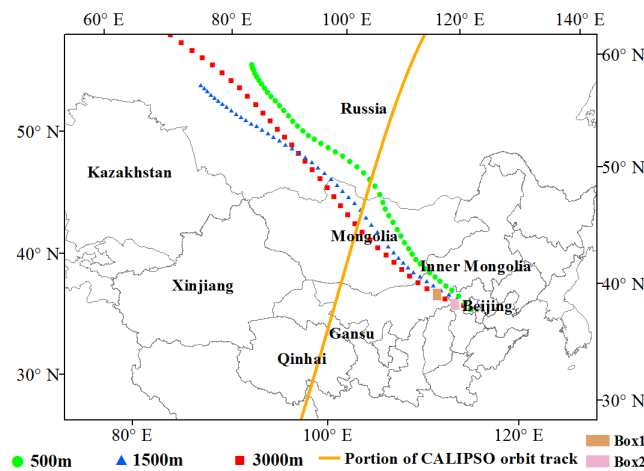 60° 80° 100° 120° 140°
60° N
Russia
50° N
50° N
Kazakhstan
Mongolia
40° N
Inner Mongolia
40° N
Xinjiang
Beijing
Gansu
Qinhai
30° N
30° N
80° 100° 120°
500m 1500m 3000m Portion of CALIPSO orbit track Box1
Box2